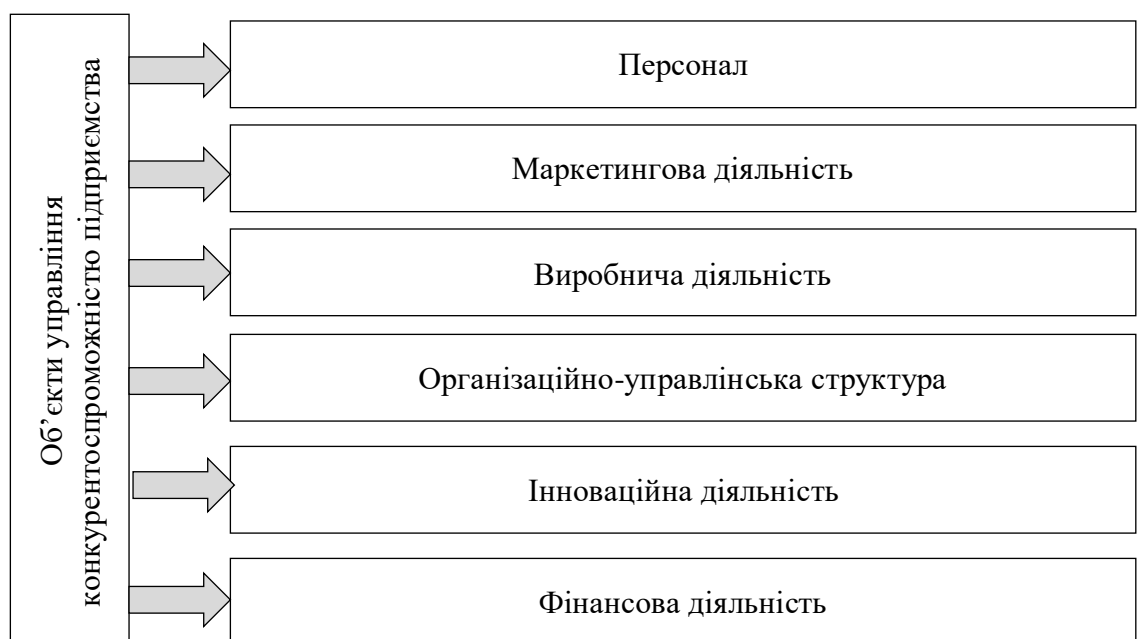 Об’єкти управління
конкурентоспроможністю підприємства
Персонал
Маркетингова діяльність
Виробнича діяльність
Організаційно-управлінська структура
Інноваційна діяльність
Фінансова діяльність